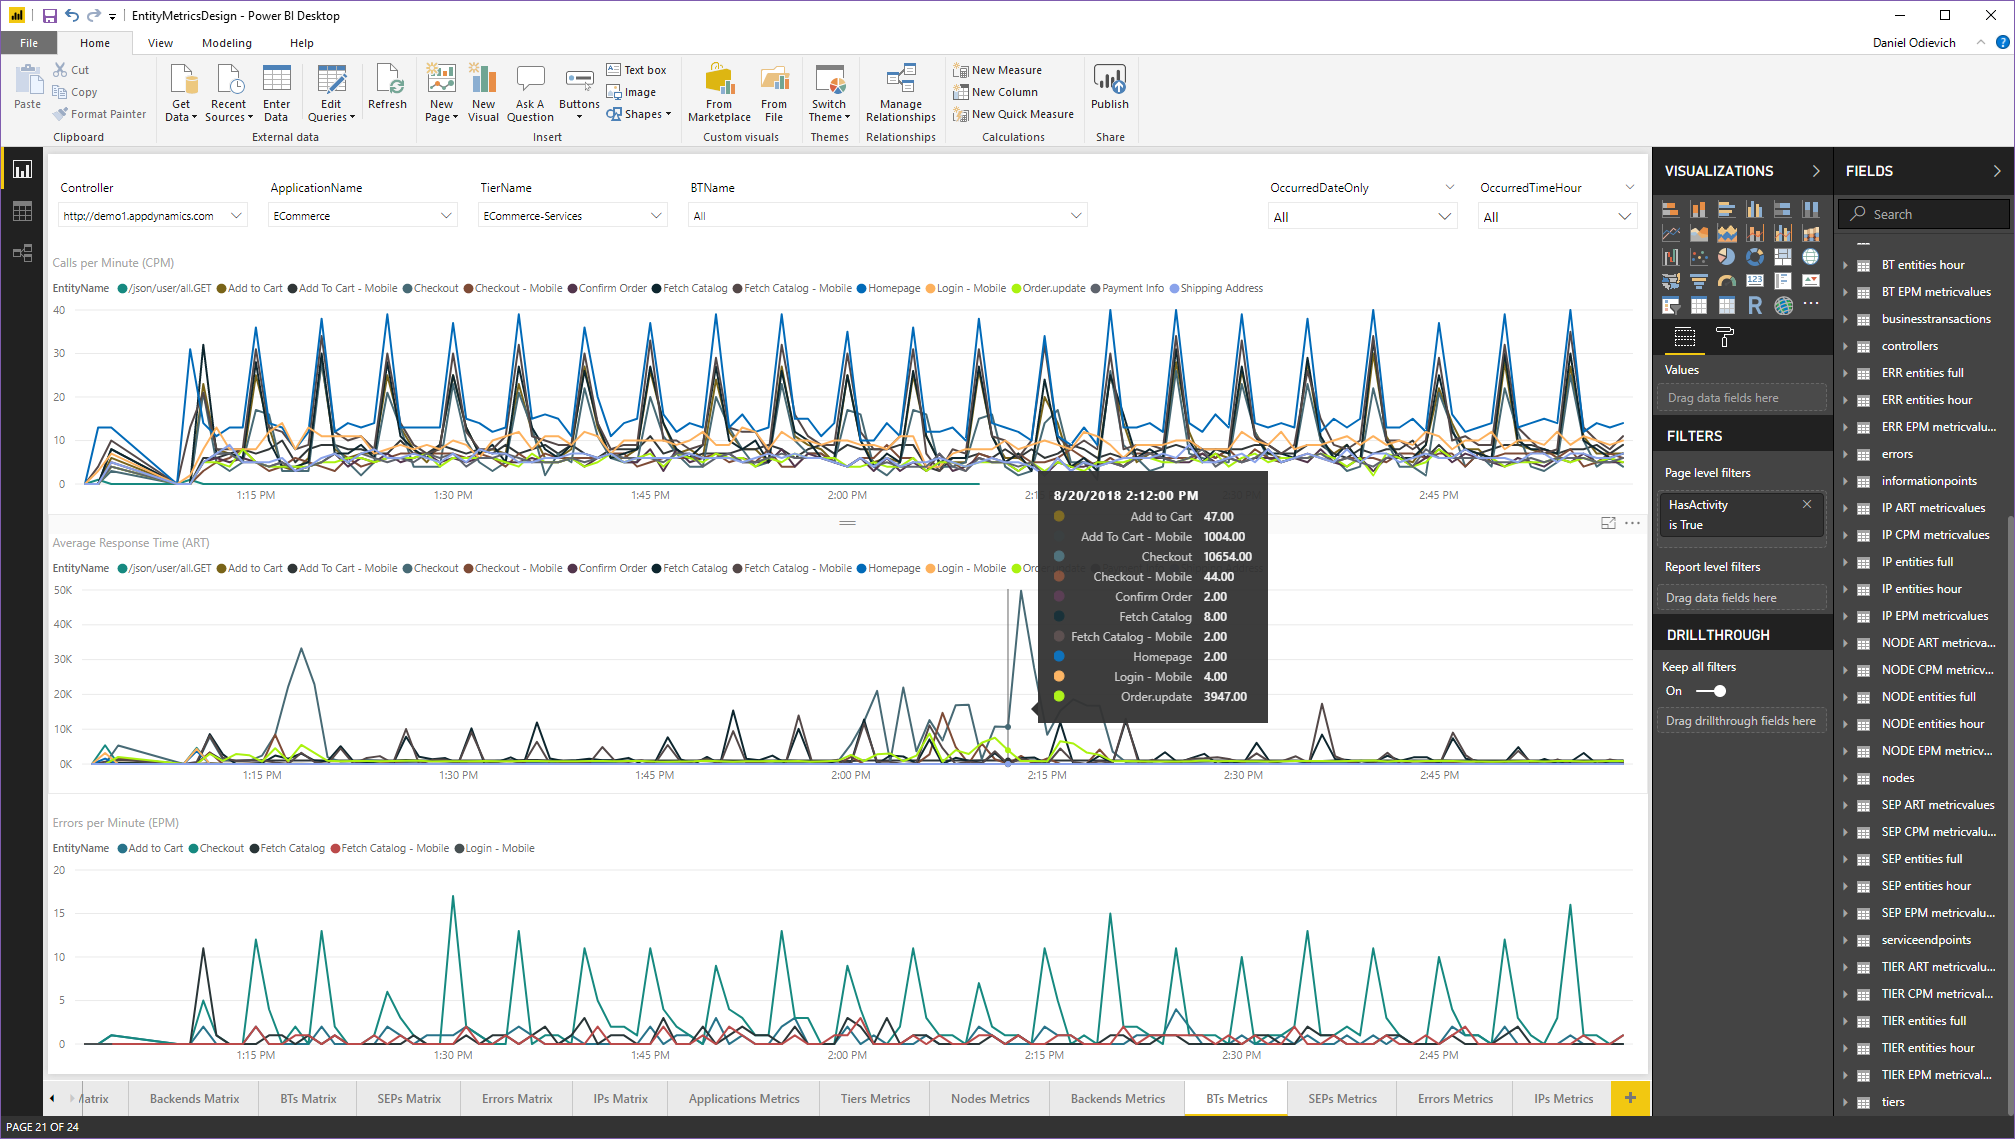 EntityMetricsDesign - Power BI Desktop
File Home View Modeling Help
Daniel Odievich
Paste
Cut
Copy
Format Painter
Clipboard
Get Data
Recent Sources
Enter Data
Edit Queries
Refresh
External data
New Page
New Visual
Ask A Question
Buttons
Text box
Image
Shapes
Insert
From Marketplace
From File
Custom visuals
Switch Theme
Themes
Manage Relationships
Relationships
New Measure
New Column
New Quick Measure
Calculations
Publish
Share
Controller
http://demo1.appdynamics.com
ApplicationName
ECommerce
TierName
ECommerce-Services
BTName
All
OccurredDateOnly
All
OccurredTimeHour
All
Calls per Minute (CPM)
EntityName /json/user/all.GET Add to Cart Add To Cart - Mobile Checkout Checkout - Mobile Confirm Order Fetch Catalog Fetch Catalog - Mobile Homepage Login - Mobile Order.update Payment Info Shipping Address
40
30
20
10
0
1:15 PM 1:30 PM 1:45 PM 2:00 PM 2:45 PM
Average Response Time (ART)
EntityName /json/user/all.GET Add to Cart Add To Cart - Mobile Checkout Checkout - Mobile Confirm Order Fetch Catalog Fetch Catalog - Mobile Homepage Login - Mobile
50K
40K
30K
20K
10K
0K
1:15 PM 1:30 PM 1:45 PM 2:00 PM 2:15 PM 2:30 PM 2:45 PM
8/20/2018 2:12:00 PM
Add to Cart 47.00
Add To Cart - Mobile 1004.00
Checkout 10654.00
Checkout - Mobile 44.00
Confirm Order 2.00
Fetch Catalog 8.00
Fetch Catalog - Mobile 2.00
Homepage 2.00
Login - Mobile 4.00
Order.update 3947.00
Errors per Minute (EPM)
EntityName Add to Cart Checkout Fetch Catalog Fetch Catalog - Mobile Login - Mobile
20
15
10
5
0
1:15 PM 1:30 PM 1:45 PM 2:00 PM 2:15 PM 2:30 PM 2:45 PM
Backends Matrix BTs Matrix SEPs Matrix Errors Matrix IPs Matrix Applications Metrics Tiers Metrics Nodes Metrics Backends Metrics BTs Metrics SEPs Metrics Errors Metrics IPs Metrics +
PAGE 21 OF 24
VISUALIZATIONS
123
R
Values
Drag data fields here
FILTERS
Page level filters
HasActivity
is True
Report level filters
Drag data fields here
DRILLTHROUGH
Keep all filters
On
Drag drillthrough fields here
FIELDS
Search
BT entities hour
BT EPM metricvalues
businesstransactions
controllers
ERR entities full
ERR entities hour
ERR EPM metricvalu...
errors
informationpoints
IP ART metricvalues
IP CPM metricvalues
IP entities full
IP entities hour
IP EPM metricvalues
NODE ART metricva...
NODE CPM metricv...
NODE entities full
NODE entities hour
NODE EPM metricv...
nodes
SEP ART metricvalues
SEP CPM metricvalu...
SEP entities full
SEP entities hour
SEP EPM metricvalu...
serviceendpoints
TIER ART metricvalu...
TIER CPM metricval...
TIER entities full
TIER entities hour
TIER EPM metricval...
tiers